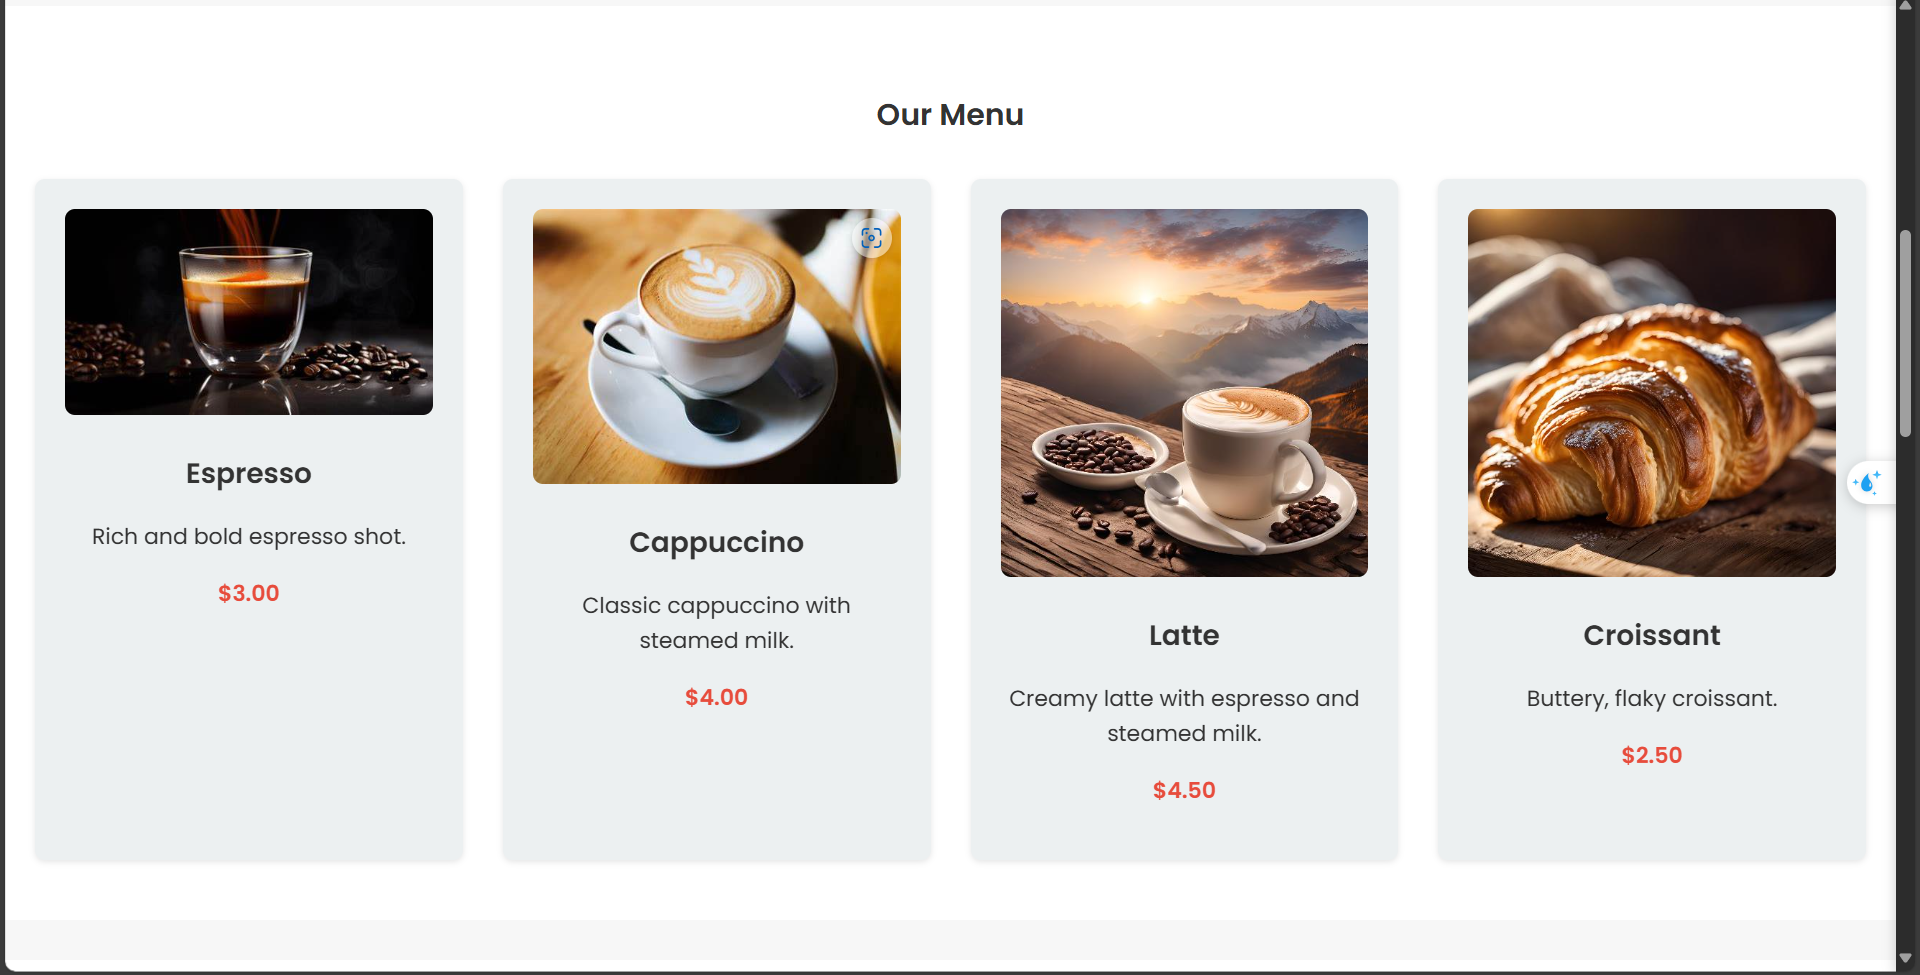 Our Menu
Espresso
Rich and bold espresso shot.
$3.00
Cappuccino
Classic cappuccino with
steamed milk.
$4.00
Latte
Creamy latte with espresso and
steamed milk.
$4.50
Croissant
Buttery, flaky croissant.
$2.50